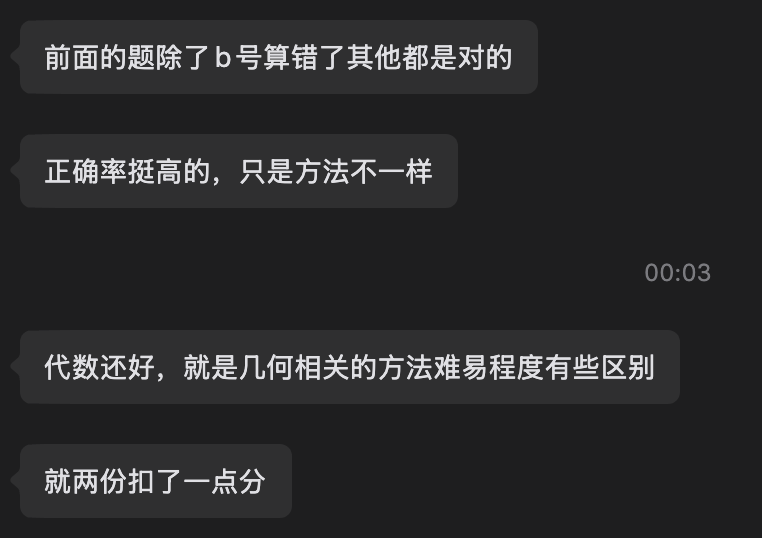 前面的题除了b号算错了其他都是对的
正确率挺高的，只是方法不一样
00:03
代数还好，就是几何相关的方法难易程度有些区别
就两份扣了一点分